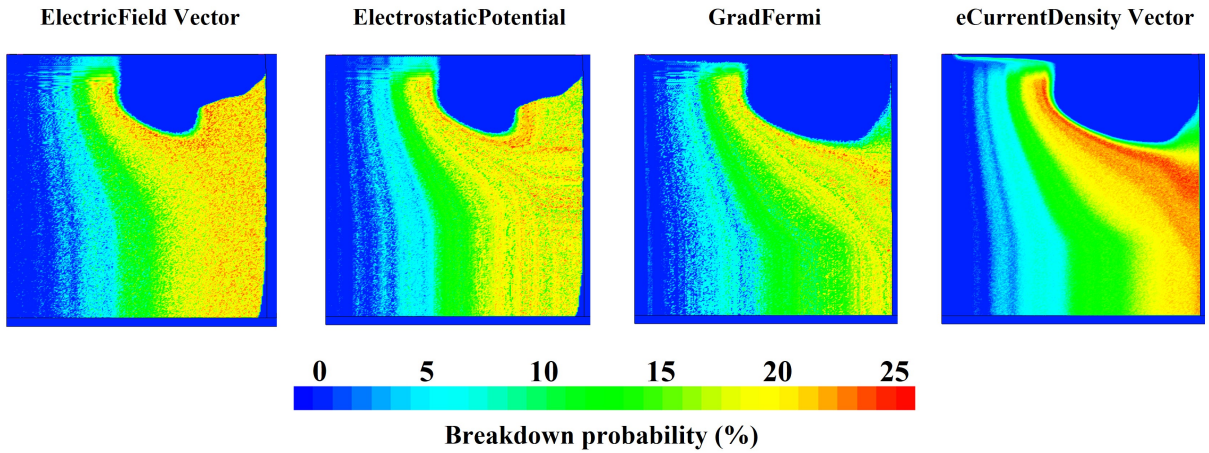 ElectricField Vector ElectrostaticPotential GradFermi eCurrentDensity Vector
0 5 10 15 20 25
Breakdown probability (%)